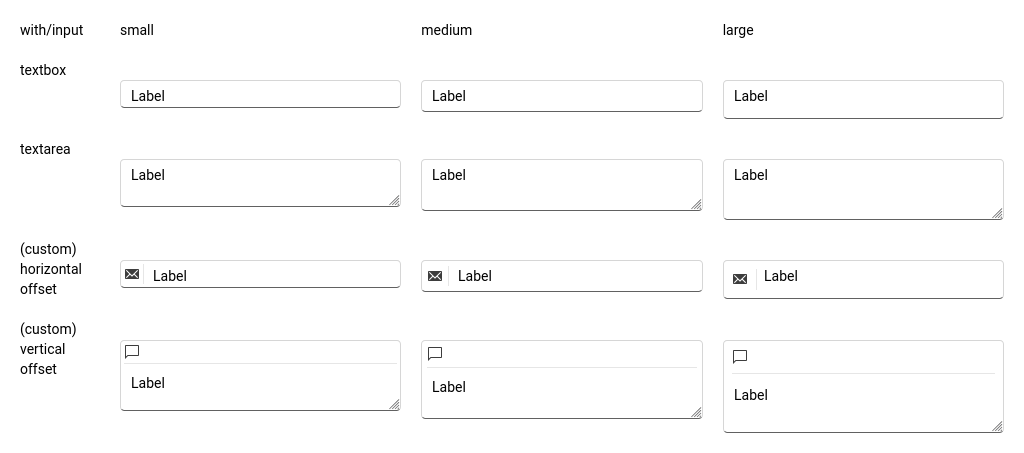 with/input small medium large
textbox
Label Label Label
textarea
Label Label Label
(custom)
horizontal
offset
Label Label Label
(custom)
vertical
offset
Label Label Label